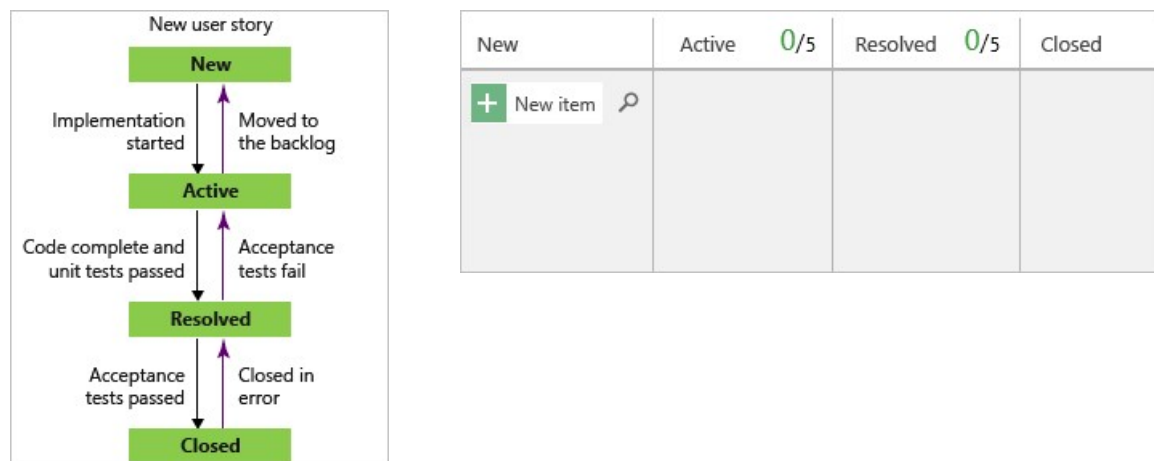 New user story
New
Implementation
started
Moved to
the backlog
Active
Code complete and
unit tests passed
Acceptance
tests fail
Resolved
Acceptance
tests passed
Closed in
error
Closed
New
Active 0/5
Resolved 0/5
Closed
New item